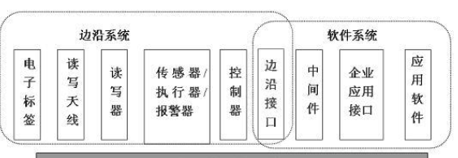 边沿系统
软件系统
电子标签
读写天线
读写器
传感器/
执行器/
报警器
控制器
边沿接口
中间件
企业
应用
接口
应用软件